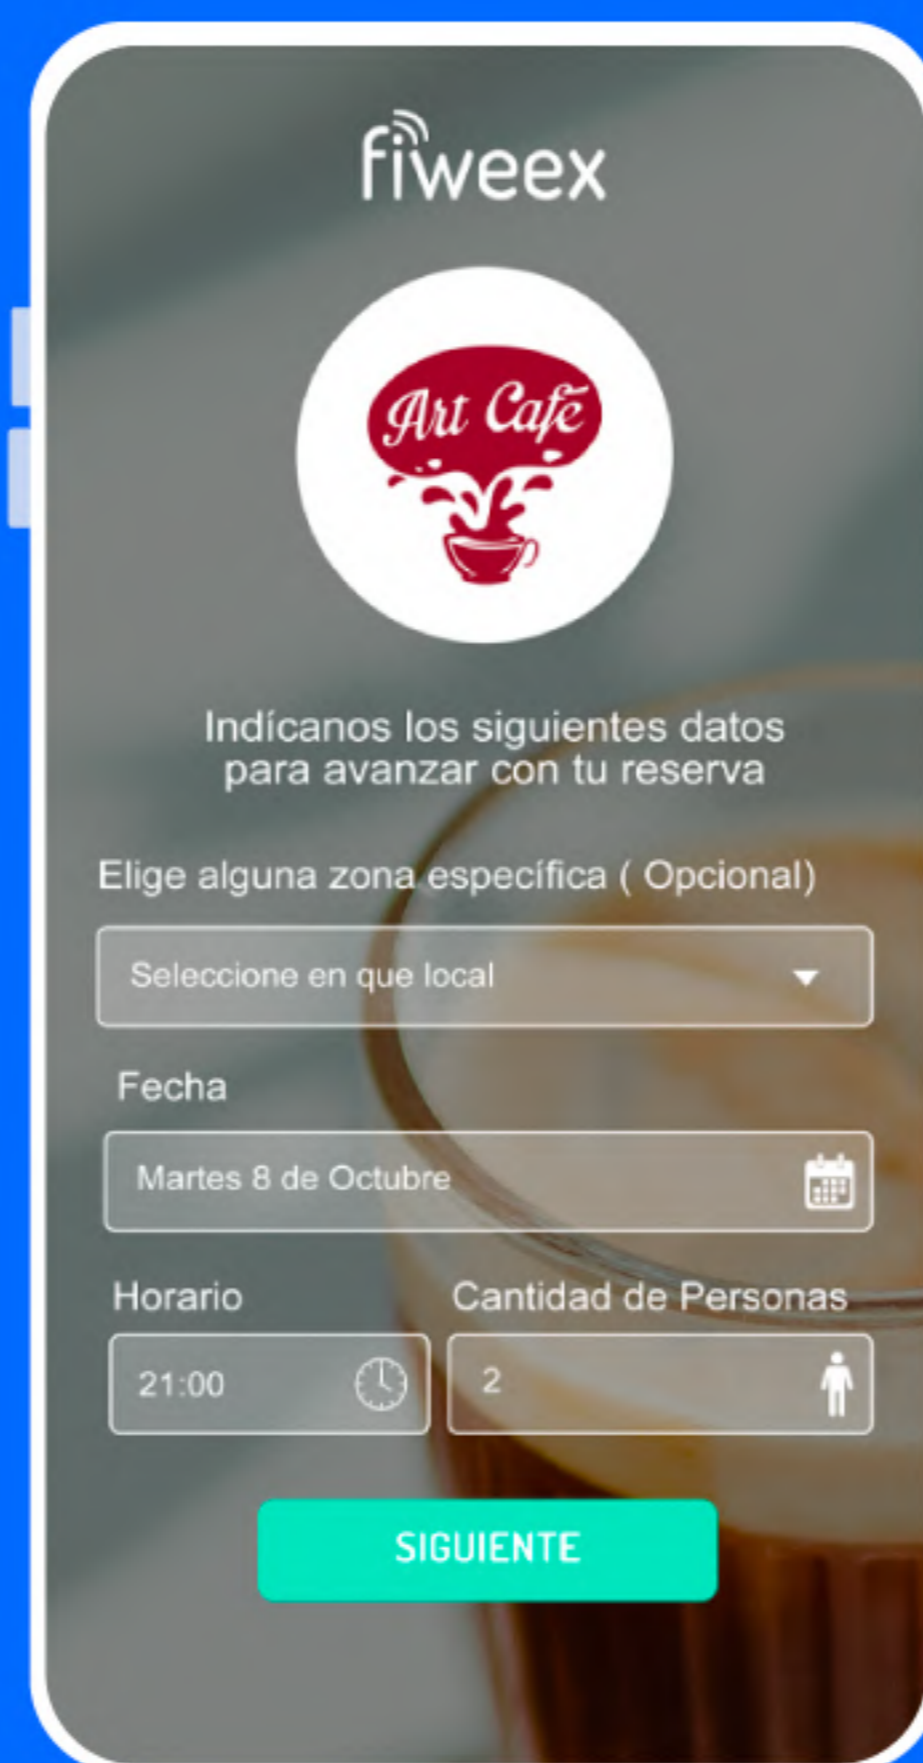 fiweex
Art Café
Indícanos los siguientes datos
para avanzar con tu reserva
Elige alguna zona específica ( Opcional)
Seleccione en que local
Fecha
Martes 8 de Octubre
Horario
Cantidad de Personas
21:00
2
SIGUIENTE